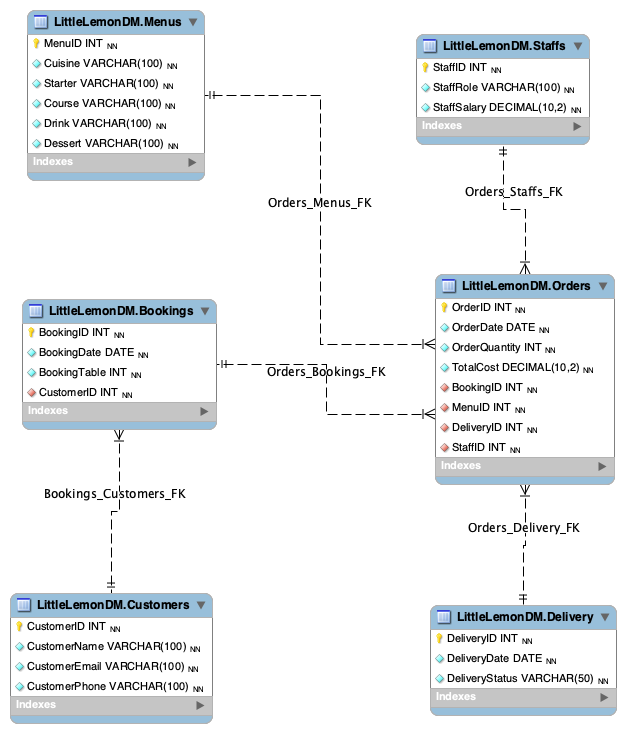 LittleLemonDM.Menus
MenuID INT NN
Cuisine VARCHAR(100) NN
Starter VARCHAR(100) NN
Course VARCHAR(100) NN
Drink VARCHAR(100) NN
Dessert VARCHAR(100) NN
Indexes
LittleLemonDM.Staffs
StaffID INT NN
StaffRole VARCHAR(100) NN
StaffSalary DECIMAL(10,2) NN
Indexes
Orders_Menus_FK
Orders_Staffs_FK
LittleLemonDM.Bookings
BookingID INT NN
BookingDate DATE NN
BookingTable INT NN
CustomerID INT NN
Indexes
Orders_Bookings_FK
LittleLemonDM.Orders
OrderID INT NN
OrderDate DATE NN
OrderQuantity INT NN
TotalCost DECIMAL(10,2) NN
BookingID INT NN
MenuID INT NN
DeliveryID INT NN
StaffID INT NN
Indexes
Bookings_Customers_FK
Orders_Delivery_FK
LittleLemonDM.Customers
CustomerID INT NN
CustomerName VARCHAR(100) NN
CustomerEmail VARCHAR(100) NN
CustomerPhone VARCHAR(100) NN
Indexes
LittleLemonDM.Delivery
DeliveryID INT NN
DeliveryDate DATE NN
DeliveryStatus VARCHAR(50) NN
Indexes